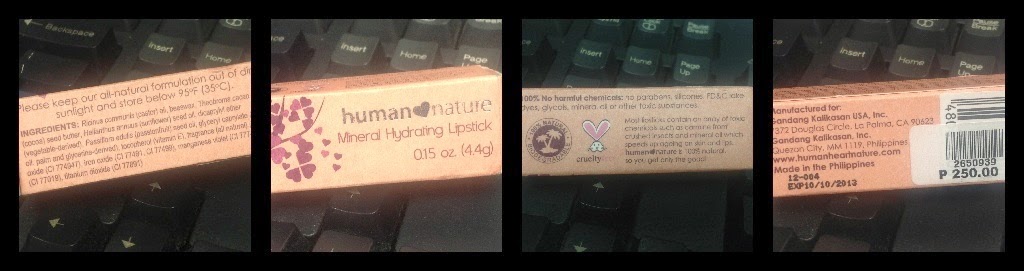 Backspace
Insert
Home
Please keep our all-natural formulation out of di
sunlight and store below 95°F (35°C).
INGREDIENTS: Ricinus communis (castor) oil, beeswax, Theobroma cacao
(cocoa) seed butter, Helianthus annuus (sunflower) seed oil,
(vegetable-derived), Passiflora edulis (passionfruit) seed oil, glyceryl caprylate
oil, palm and glycerin-derived), tocopherol (vitamin E), fragrance (all natural),
oxide (CI 77491, CI 77499), manganese violet (CI 777
(CI 77019), titanium dioxide (CI 77891)
Insert
Home
human nature
Mineral Hydrating Lipstick
0.15 oz. (4.4g)
Insert
Home
Page
Up
100% No harmful chemicals: no parabens, silicones, FD&C lake
dyes, glycols, mineral oil or other toxic substances.
Most lipsticks contain an array of toxic
chemicals such as carmine from
crushed insects and mineral oil which
speeds up aging on skin and lips.
human nature is 100% natural,
so you get only the good!
cruelty
Insert
Home
Page
Up
Manufactured for:
Gandang Kalikasan USA, Inc.
7372 Douglas Circle, La Palma, CA 90623
Gandang Kalikasan, Inc.
Quezon City, MM 1119, Philippines
www.humanheartnature.com
Made in the Philippines
12-064
EXP10/10/2013
481
2650939
P 250.00